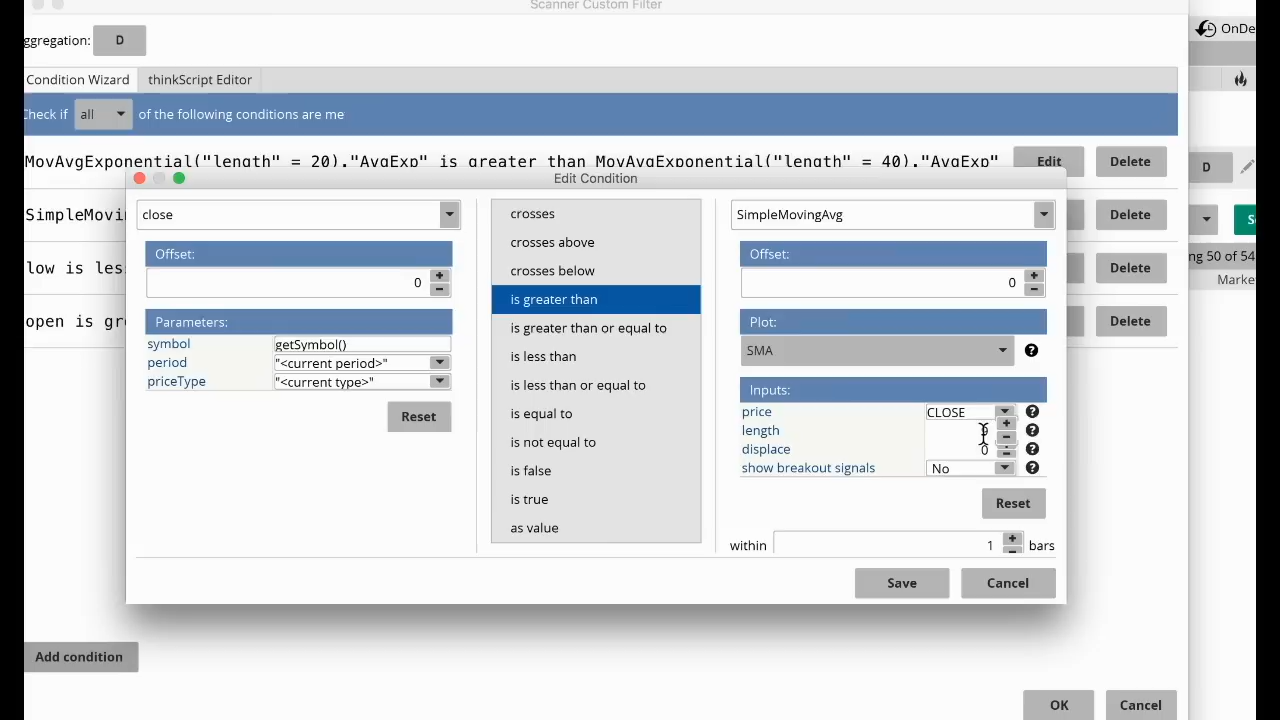 Scanner Custom Filter
OnDe
ggregation: D
Condition Wizard thinkScript Editor
Check if all of the following conditions are me
MovAvgExponential("length" = 20)."AvgExp" is greater than MovAvgExponential("length" = 40)."AvgExp" Edit Delete
D
Edit Condition
SimpleMovin Delete
close
crosses
SimpleMovingAvg
Offset:
crosses above
Offset:
ng 50 of 54
low is les Delete
0
crosses below
0
Marke
is greater than
open is gr Delete
Parameters:
is greater than or equal to
Plot:
symbol getSymbol()
is less than
SMA
period "<current period>"
priceType "<current type>"
is less than or equal to
Inputs:
Reset
is equal to
price CLOSE
length
is not equal to
displace 0
is false
show breakout signals No
is true
Reset
as value
within 1 bars
Save Cancel
Add condition
OK Cancel